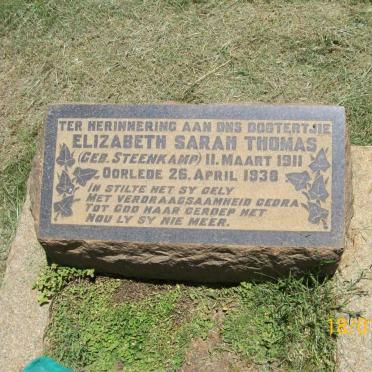 TER HERINNERING AAN ONS DOGTERTJIE
ELIZABETH SARAH THOMAS
(GEB. STEENKAMP) 11. MAART 1911
OORLEDE 26. APRIL 1938
IN STILTE HET SY GELY
MET VERDRAAGSAAMHEID GEDRA
TOT GOD HAAR GEROEP HET
NOU LY SY NIE MEER.
18/0